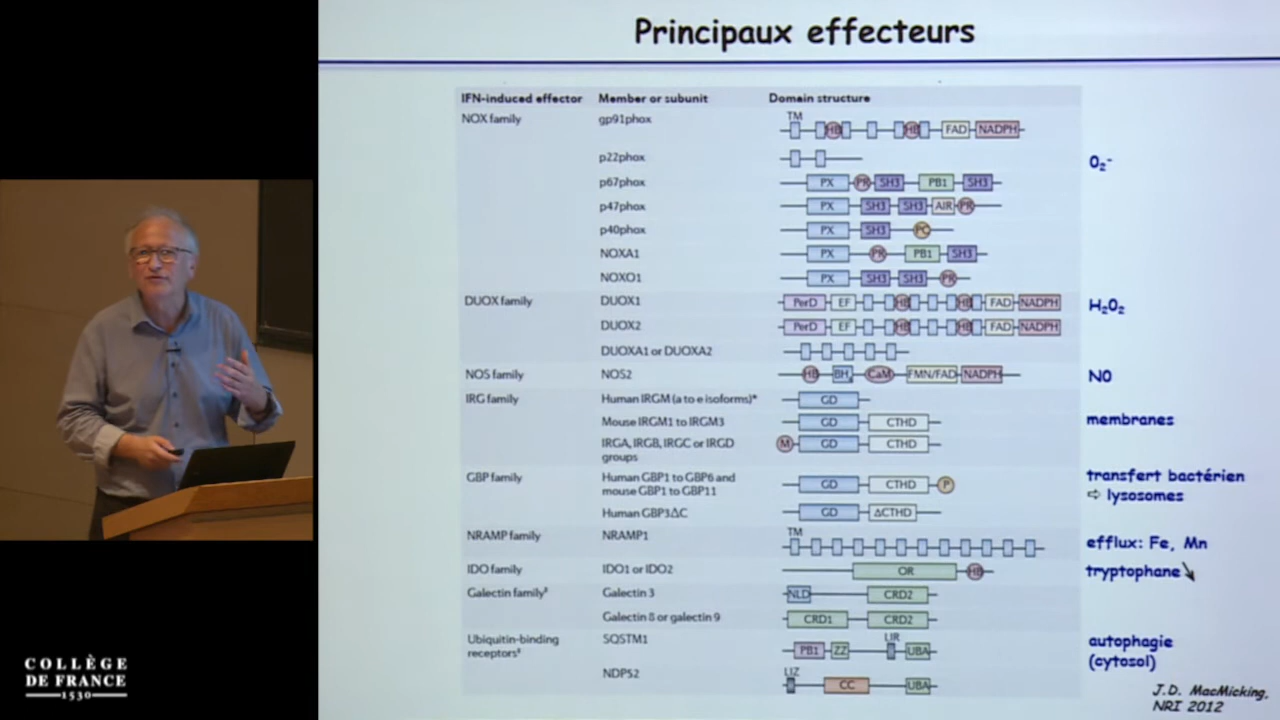 Principaux effecteurs
IFN-induced effector Member or subunit Domain structure
NOX family gp91phox TM HB HB FAD NADPH
p22phox O₂⁻
p67phox PX PR SH3 PB1 SH3
p47phox PX SH3 SH3 AIR PR
p40phox PX SH3 PC
NOXA1 PX PR PB1 SH3
NOXO1 PX SH3 SH3 PR
DUOX family DUOX1 PerD EF HB HB FAD NADPH H₂O₂
DUOX2 PerD EF HB HB FAD NADPH
DUOXA1 or DUOXA2
NOS family NOS2 HB BH₄ CaM FMN/FAD NADPH NO
IRG family Human IRGM (a to e isoforms)* GD
Mouse IRGM1 to IRGM3 GD CTHD membranes
IRGA, IRGB, IRGC or IRGD M GD CTHD
groups
GBP family Human GBP1 to GBP6 and GD CTHD P transfert bactérien
mouse GBP1 to GBP11 ⇨ lysosomes
Human GBP3ΔC GD ΔCTHD
NRAMP family NRAMP1 TM efflux: Fe, Mn
IDO family IDO1 or IDO2 OR HB tryptophane ↘
Galectin family‡ Galectin 3 NLD CRD2
Galectin 8 or galectin 9 CRD1 CRD2
Ubiquitin-binding SQSTM1 PB1 ZZ LIR UBA autophagie
receptors‡ (cytosol)
NDP52 LIZ CC UBA
J.D. MacMicking,
NRI 2012
COLLÈGE
DE FRANCE
1530